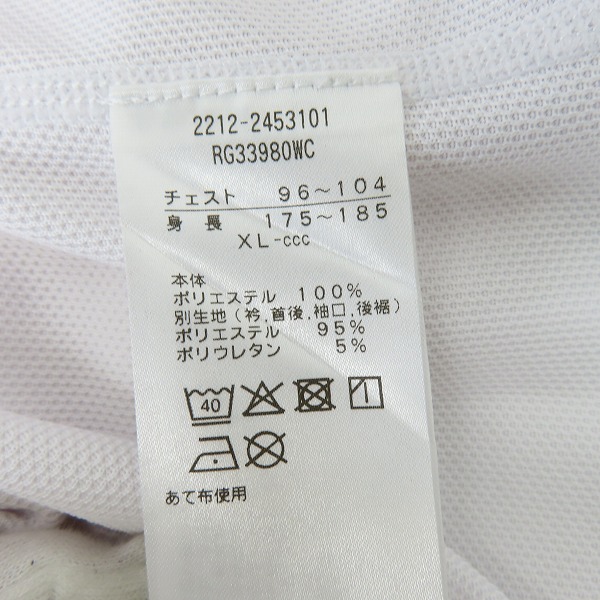 2212-2453101
RG33980WC
チェスト 96～104
身 長 175～185
XL-ccc
本体
ポリエステル 100%
別生地（衿,首後,袖口,後裾）
ポリエステル 95%
ポリウレタン 5%
40
あて布使用